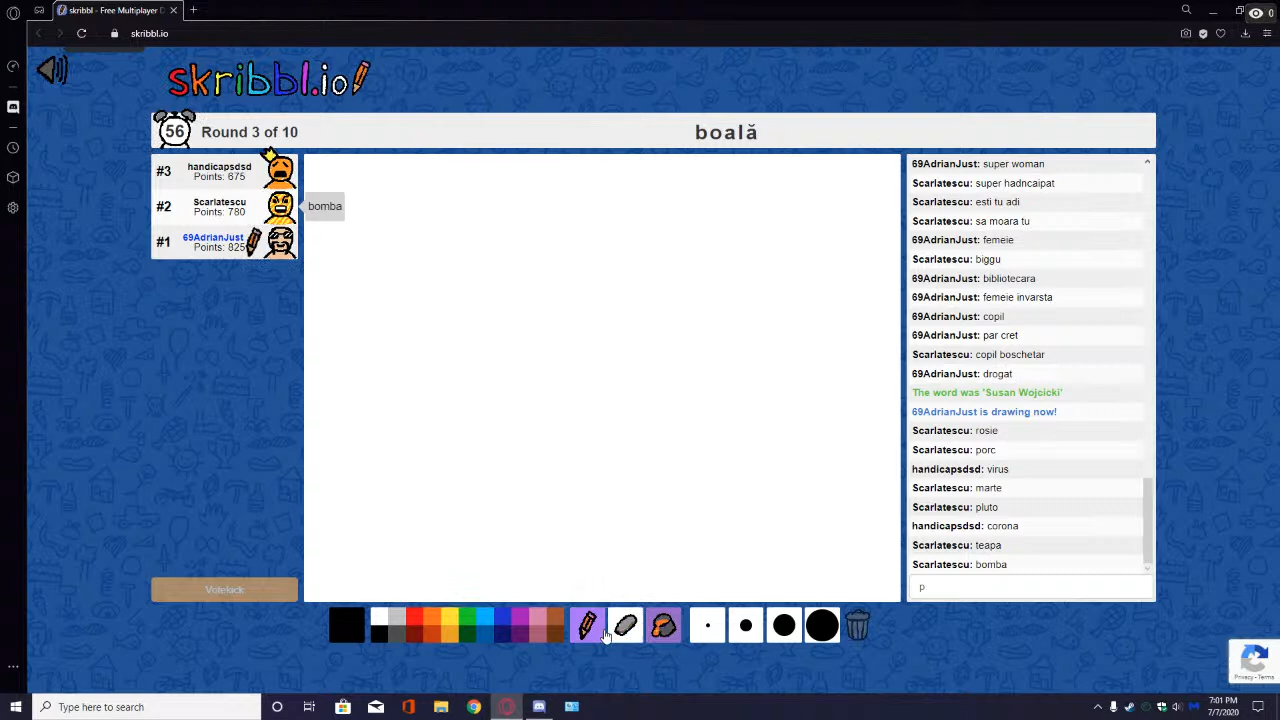 skribbl - Free Multiplayer D
0
skribbl.io
skribbl.io
56
Round 3 of 10
boală
#3
handicapsdsd
Points: 675
#2
Scarlatescu
Points: 780
#1
69AdrianJust
Points: 825
bomba
69AdrianJust: super woman
Scarlatescu: super hadncaipat
Scarlatescu: esti tu adi
Scarlatescu: sa moara tu
69AdrianJust: femeie
Scarlatescu: biggu
69AdrianJust: bibliotecara
69AdrianJust: femeie invarsta
69AdrianJust: copil
69AdrianJust: par cret
Scarlatescu: copil boschetar
69AdrianJust: drogat
The word was 'Susan Wojcicki'
69AdrianJust is drawing now!
Scarlatescu: rosie
Scarlatescu: porc
handicapsdsd: virus
Scarlatescu: marte
Scarlatescu: pluto
handicapsdsd: corona
Scarlatescu: teapa
Scarlatescu: bomba
p
Votekick
Privacy - Terms
Type here to search
7:01 PM
7/7/2020